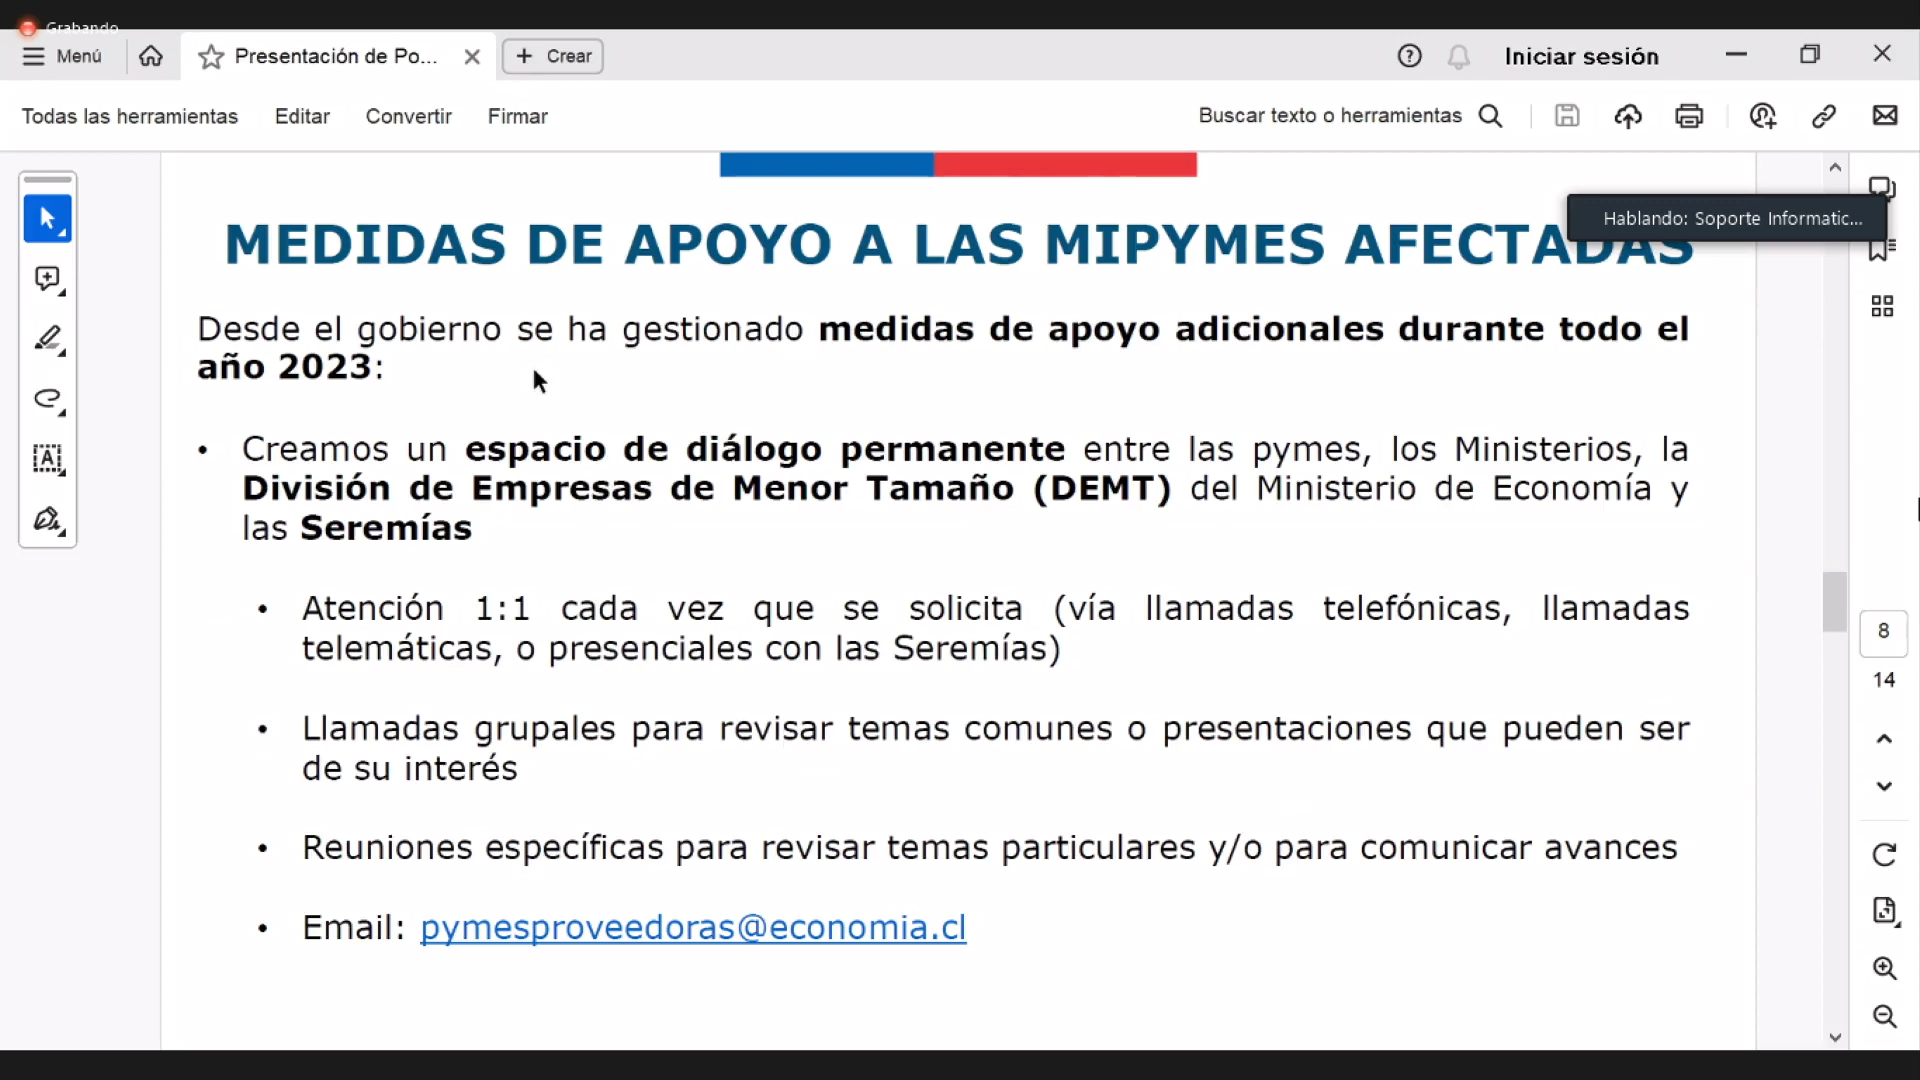 Grabando
Menú
Presentación de Po...
Crear
Iniciar sesión
Todas las herramientas
Editar
Convertir
Firmar
Buscar texto o herramientas
Hablando: Soporte Informatic...
MEDIDAS DE APOYO A LAS MIPYMES AFECTADAS
Desde el gobierno se ha gestionado medidas de apoyo adicionales durante todo el
año 2023:
• Creamos un espacio de diálogo permanente entre las pymes, los Ministerios, la
División de Empresas de Menor Tamaño (DEMT) del Ministerio de Economía y
las Seremías
• Atención 1:1 cada vez que se solicita (vía llamadas telefónicas, llamadas
telemáticas, o presenciales con las Seremías)
• Llamadas grupales para revisar temas comunes o presentaciones que pueden ser
de su interés
• Reuniones específicas para revisar temas particulares y/o para comunicar avances
• Email: pymesproveedoras@economia.cl
8
14